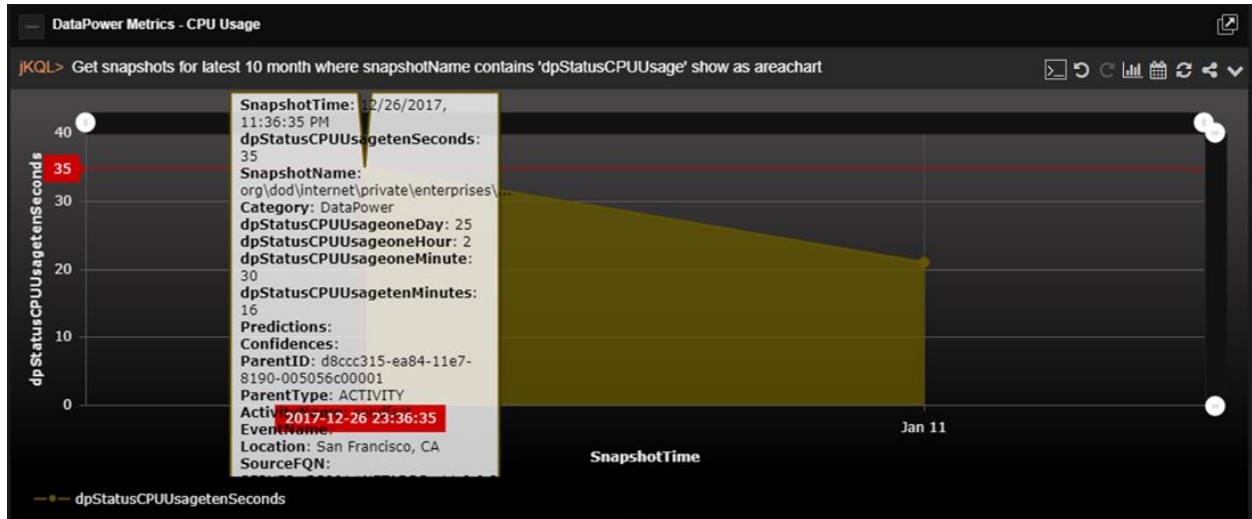 DataPower Metrics - CPU Usage
jKQL> Get snapshots for latest 10 month where snapshotName contains 'dpStatusCPUUsage' show as areachart
SnapshotTime: 12/26/2017,
11:36:35 PM
dpStatusCPUUsagetenSeconds:
35
SnapshotName:
org\dod\internet\private\enterprises\...
Category: DataPower
dpStatusCPUUsageoneDay: 25
dpStatusCPUUsageoneHour: 2
dpStatusCPUUsageoneMinute:
30
dpStatusCPUUsagetenMinutes:
16
Predictions:
Confidences:
ParentID: d8ccc315-ea84-11e7-
8190-005056c00001
ParentType: ACTIVITY
2017-12-26 23:36:35
EventName:
Location: San Francisco, CA
SourceFQN:
40
35
30
20
10
0
dpStatusCPUUsagetenSeconds
Jan 11
SnapshotTime
dpStatusCPUUsagetenSeconds